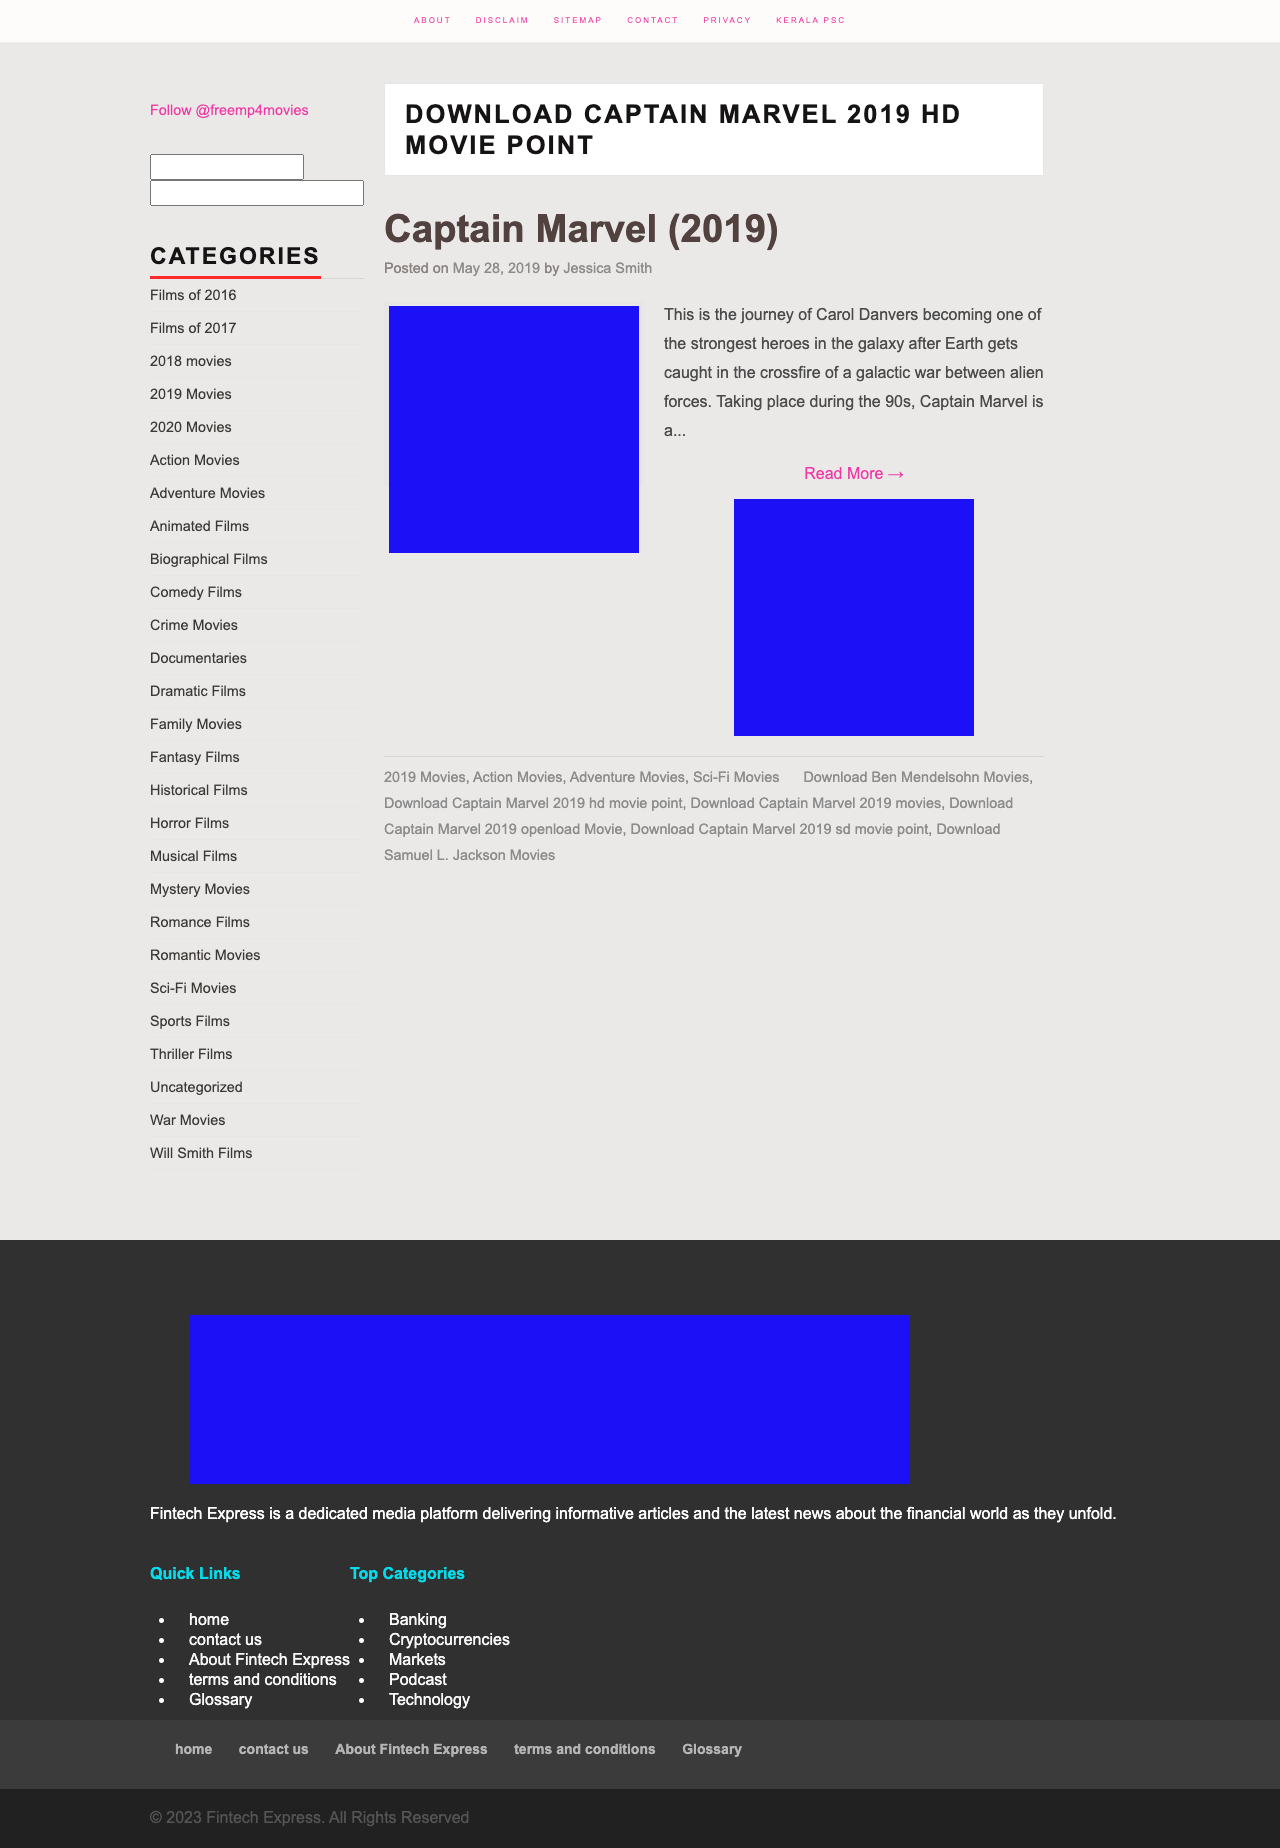 ABOUT DISCLAIM SITEMAP CONTACT PRIVACY KERALA PSC
Follow @freemp4movies
CATEGORIES
Films of 2016
Films of 2017
2018 movies
2019 Movies
2020 Movies
Action Movies
Adventure Movies
Animated Films
Biographical Films
Comedy Films
Crime Movies
Documentaries
Dramatic Films
Family Movies
Fantasy Films
Historical Films
Horror Films
Musical Films
Mystery Movies
Romance Films
Romantic Movies
Sci-Fi Movies
Sports Films
Thriller Films
Uncategorized
War Movies
Will Smith Films
DOWNLOAD CAPTAIN MARVEL 2019 HD
MOVIE POINT
Captain Marvel (2019)
Posted on May 28, 2019 by Jessica Smith
This is the journey of Carol Danvers becoming one of
the strongest heroes in the galaxy after Earth gets
caught in the crossfire of a galactic war between alien
forces. Taking place during the 90s, Captain Marvel is
a...
Read More →
2019 Movies, Action Movies, Adventure Movies, Sci-Fi Movies Download Ben Mendelsohn Movies,
Download Captain Marvel 2019 hd movie point, Download Captain Marvel 2019 movies, Download
Captain Marvel 2019 openload Movie, Download Captain Marvel 2019 sd movie point, Download
Samuel L. Jackson Movies
Fintech Express is a dedicated media platform delivering informative articles and the latest news about the financial world as they unfold.
Quick Links
• home
• contact us
• About Fintech Express
• terms and conditions
• Glossary
Top Categories
• Banking
• Cryptocurrencies
• Markets
• Podcast
• Technology
home contact us About Fintech Express terms and conditions Glossary
© 2023 Fintech Express. All Rights Reserved